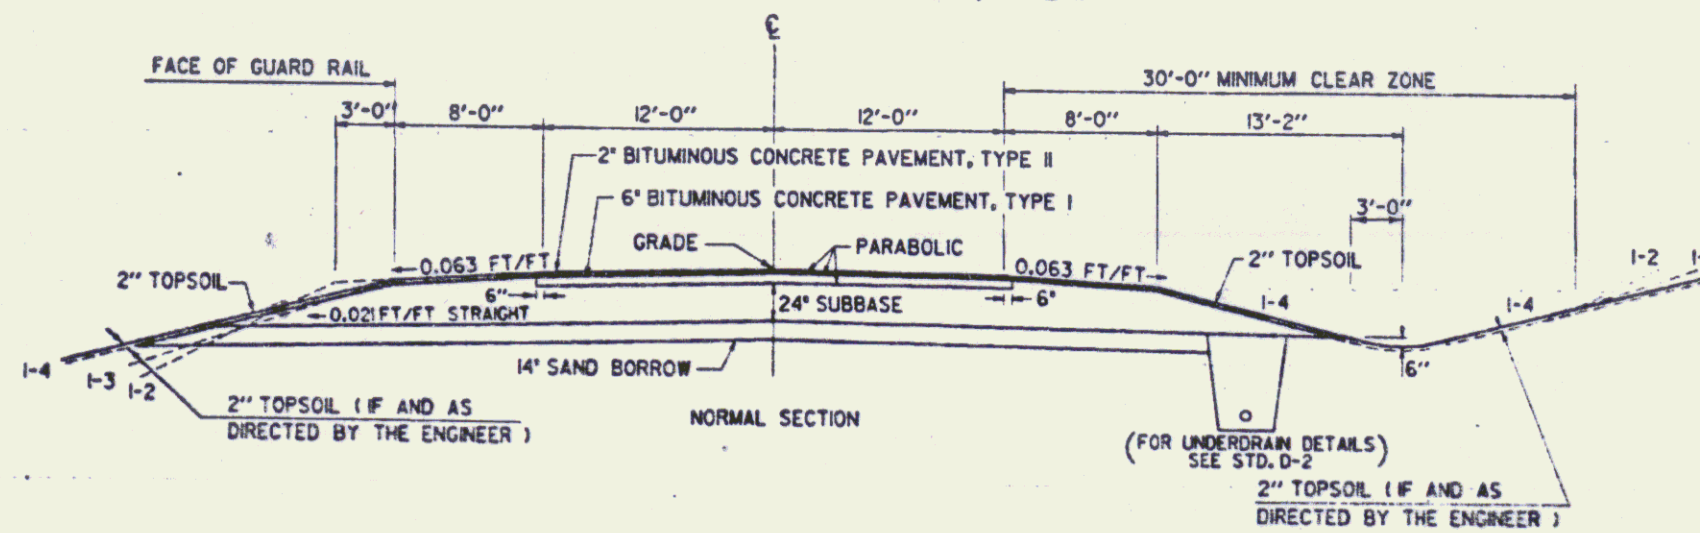 ℄
FACE OF GUARD RAIL
30'-0" MINIMUM CLEAR ZONE
3'-0"
8'-0"
12'-0"
12'-0"
8'-0"
13'-2"
2" BITUMINOUS CONCRETE PAVEMENT, TYPE II
6" BITUMINOUS CONCRETE PAVEMENT, TYPE I
3'-0"
GRADE
PARABOLIC
0.063 FT/FT
0.063 FT/FT
2" TOPSOIL
2" TOPSOIL
1-2
6"
24" SUBBASE
6"
1-4
1-4
0.021 FT/FT STRAIGHT
1-4
1-3
1-2
14" SAND BORROW
6"
2" TOPSOIL ( IF AND AS
DIRECTED BY THE ENGINEER )
NORMAL SECTION
(FOR UNDERDRAIN DETAILS)
SEE STD. D-2
2" TOPSOIL ( IF AND AS
DIRECTED BY THE ENGINEER )